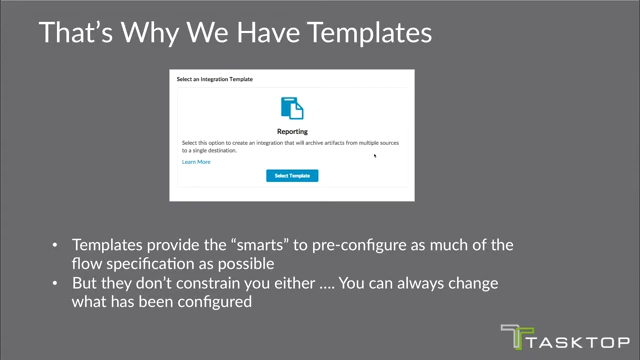 That's Why We Have Templates
Select an Integration Template
Reporting
Select this option to create an integration that will archive artifacts from multiple sources
to a single destination.
Learn More
Select Template
• Templates provide the “smarts” to pre-configure as much of the
flow specification as possible
• But they don't constrain you either …. You can always change
what has been configured
TASKTOP